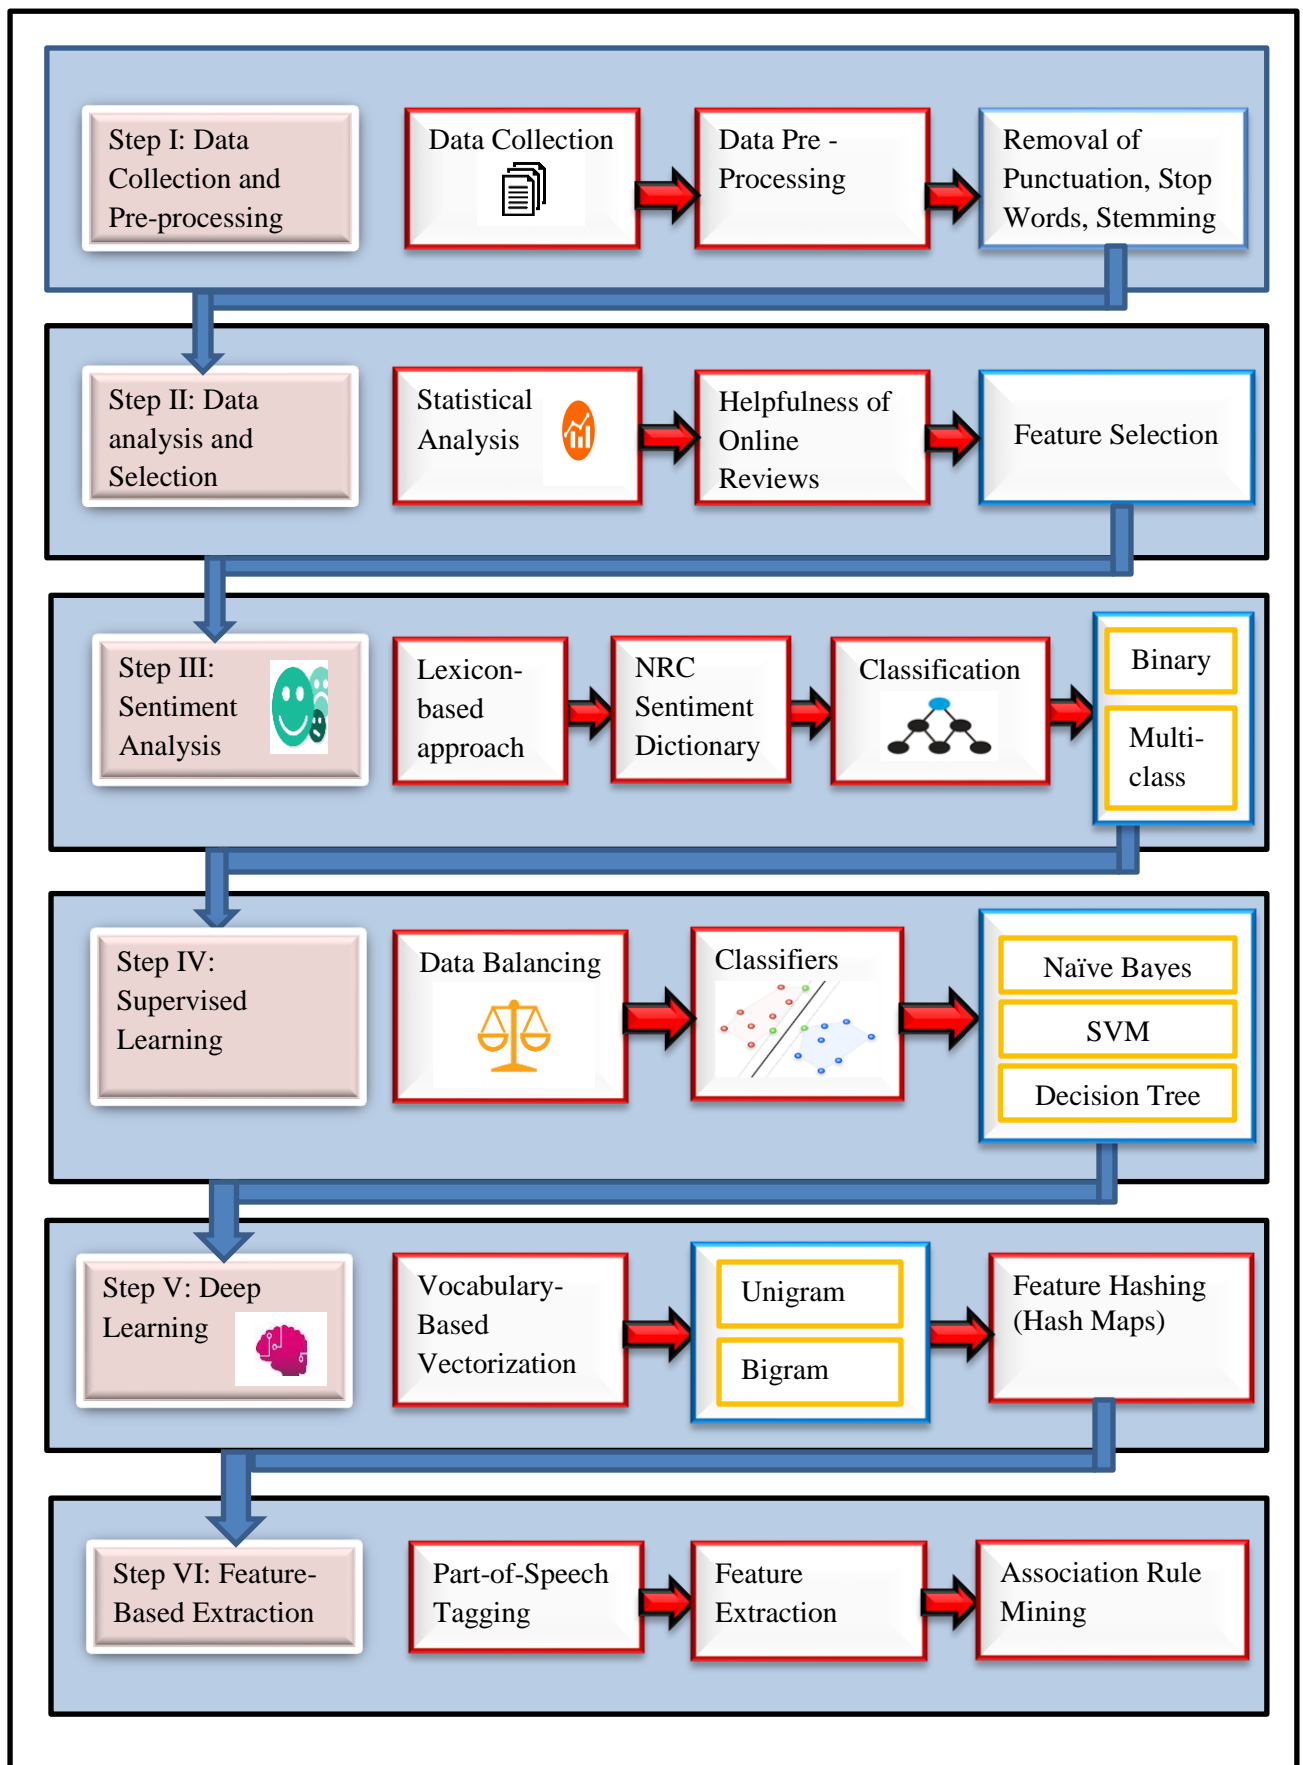 Step I: Data
Collection and
Pre-processing
Data Collection
Data Pre -
Processing
Removal of
Punctuation, Stop
Words, Stemming
Step II: Data
analysis and
Selection
Statistical
Analysis
Helpfulness of
Online
Reviews
Feature Selection
Step III:
Sentiment
Analysis
Lexicon-
based
approach
NRC
Sentiment
Dictionary
Classification
Binary
Multi-
class
Step IV:
Supervised
Learning
Data Balancing
Classifiers
Naïve Bayes
SVM
Decision Tree
Step V: Deep
Learning
Vocabulary-
Based
Vectorization
Unigram
Bigram
Feature Hashing
(Hash Maps)
Step VI: Feature-
Based Extraction
Part-of-Speech
Tagging
Feature
Extraction
Association Rule
Mining